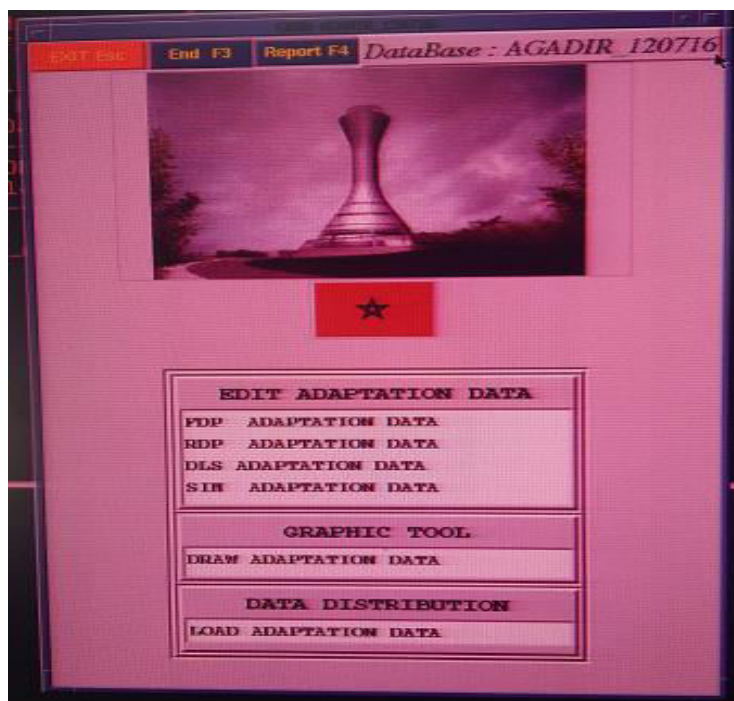 EXIT Esc End F3 Report F4 DataBase : AGADIR_120716
EDIT ADAPTATION DATA
FDP ADAPTATION DATA
RDP ADAPTATION DATA
DLS ADAPTATION DATA
SIM ADAPTATION DATA
GRAPHIC TOOL
DRAW ADAPTATION DATA
DATA DISTRIBUTION
LOAD ADAPTATION DATA